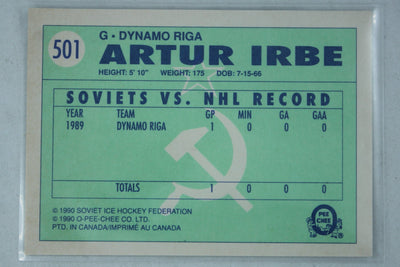 501
G • DYNAMO RIGA
ARTUR IRBE
HEIGHT: 5' 10" WEIGHT: 175 DOB: 7-15-66
SOVIETS VS. NHL RECORD
YEAR TEAM GP MIN GA GAA
1989 DYNAMO RIGA 1 0 0 0
TOTALS 1 0 0 0
© 1990 SOVIET ICE HOCKEY FEDERATION
© 1990 O-PEE-CHEE CO. LTD.
PTD. IN CANADA/IMPRIMÉ AU CANADA
O
PEE
CHEE
®